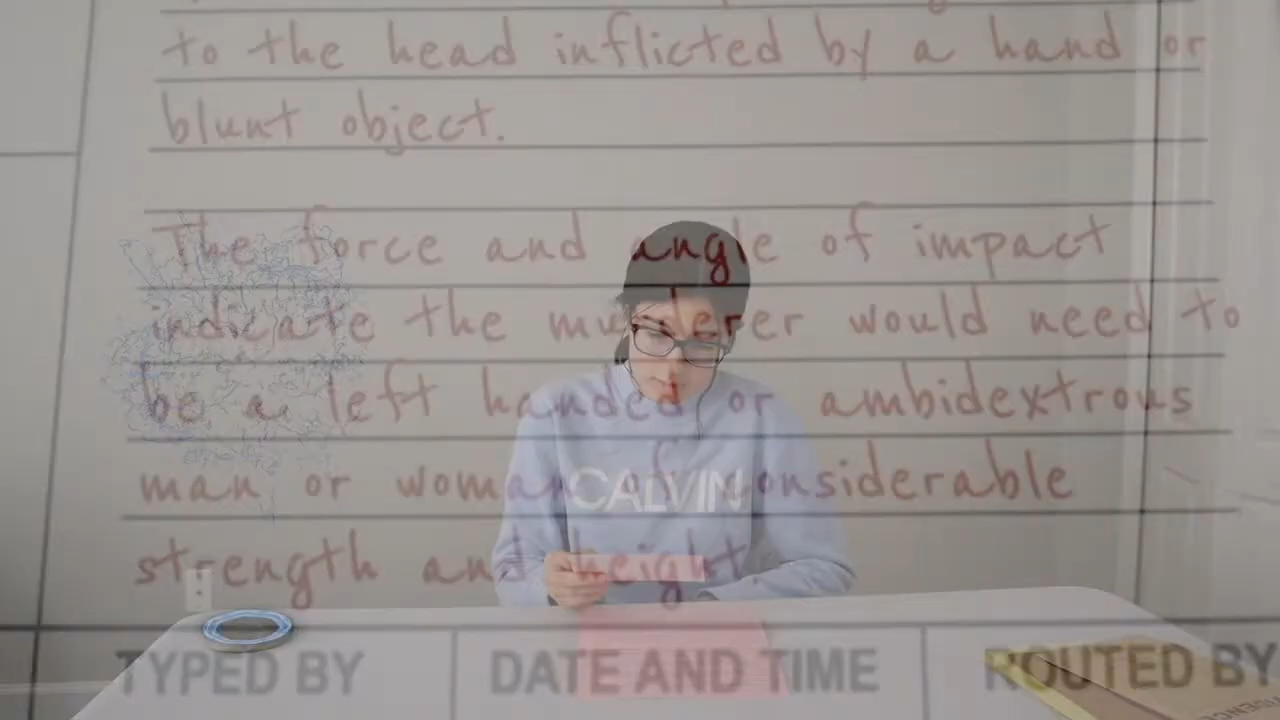 to the head inflicted by a hand or
blunt object.
The force and angle of impact
indicate the murderer would need to
be a left handed or ambidextrous
man or woman of considerable
strength and height.
CALVIN
TYPED BY
DATE AND TIME
ROUTED BY